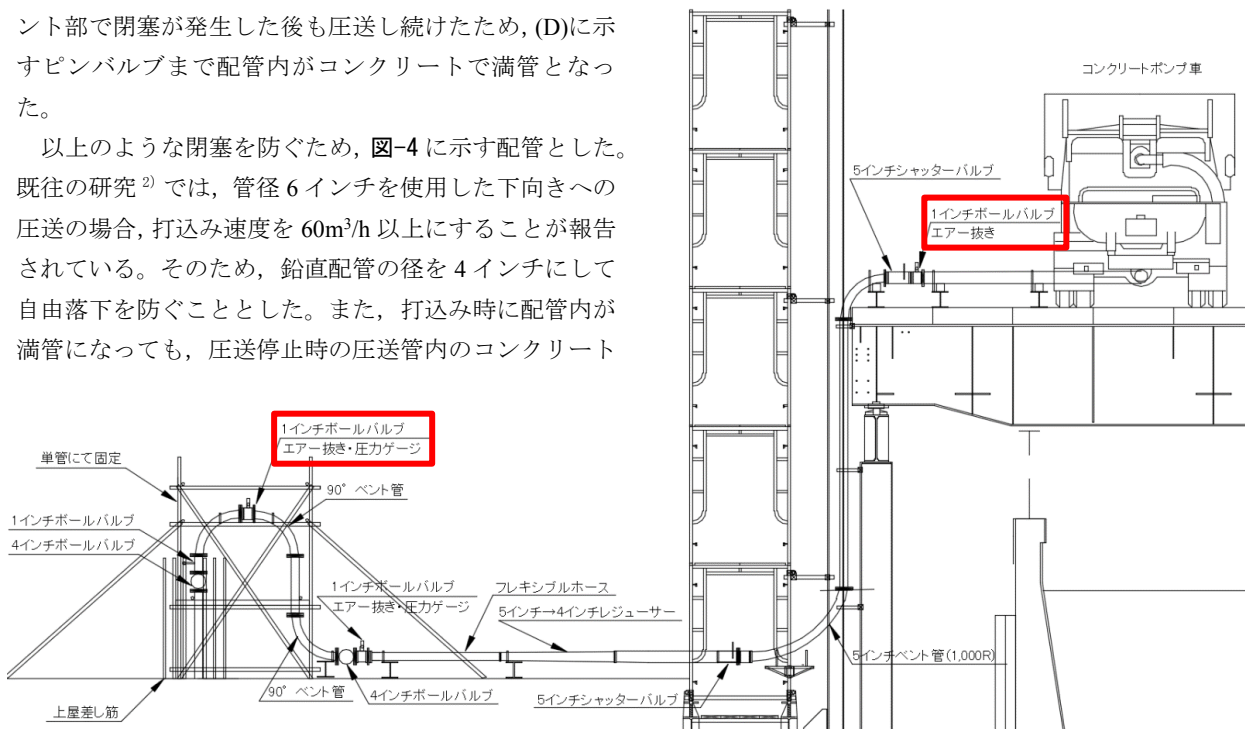 ント部で閉塞が発生した後も圧送し続けたため, (D)に示
すピンバルブまで配管内がコンクリートで満管となっ
た。
以上のような閉塞を防ぐため, 図-4 に示す配管とした。
既往の研究 2) では, 管径 6 インチを使用した下向きへの
圧送の場合, 打込み速度を 60m3/h 以上にすることが報告
されている。そのため, 鉛直配管の径を 4 インチにして
自由落下を防ぐこととした。また, 打込み時に配管内が
満管になっても, 圧送停止時の圧送管内のコンクリート
コンクリートポンプ車
5インチシャッターバルブ
1インチボールバルブ
エアー抜き
1インチボールバルブ
エアー抜き・圧力ゲージ
単管にて固定
90° ベント管
1インチボールバルブ
4インチボールバルブ
1インチボールバルブ
エアー抜き・圧力ゲージ
フレキシブルホース
5インチ→4インチレジューサー
5インチベント管(1,000R)
90° ベント管
4インチボールバルブ
5インチシャッターバルブ
上屋差し筋